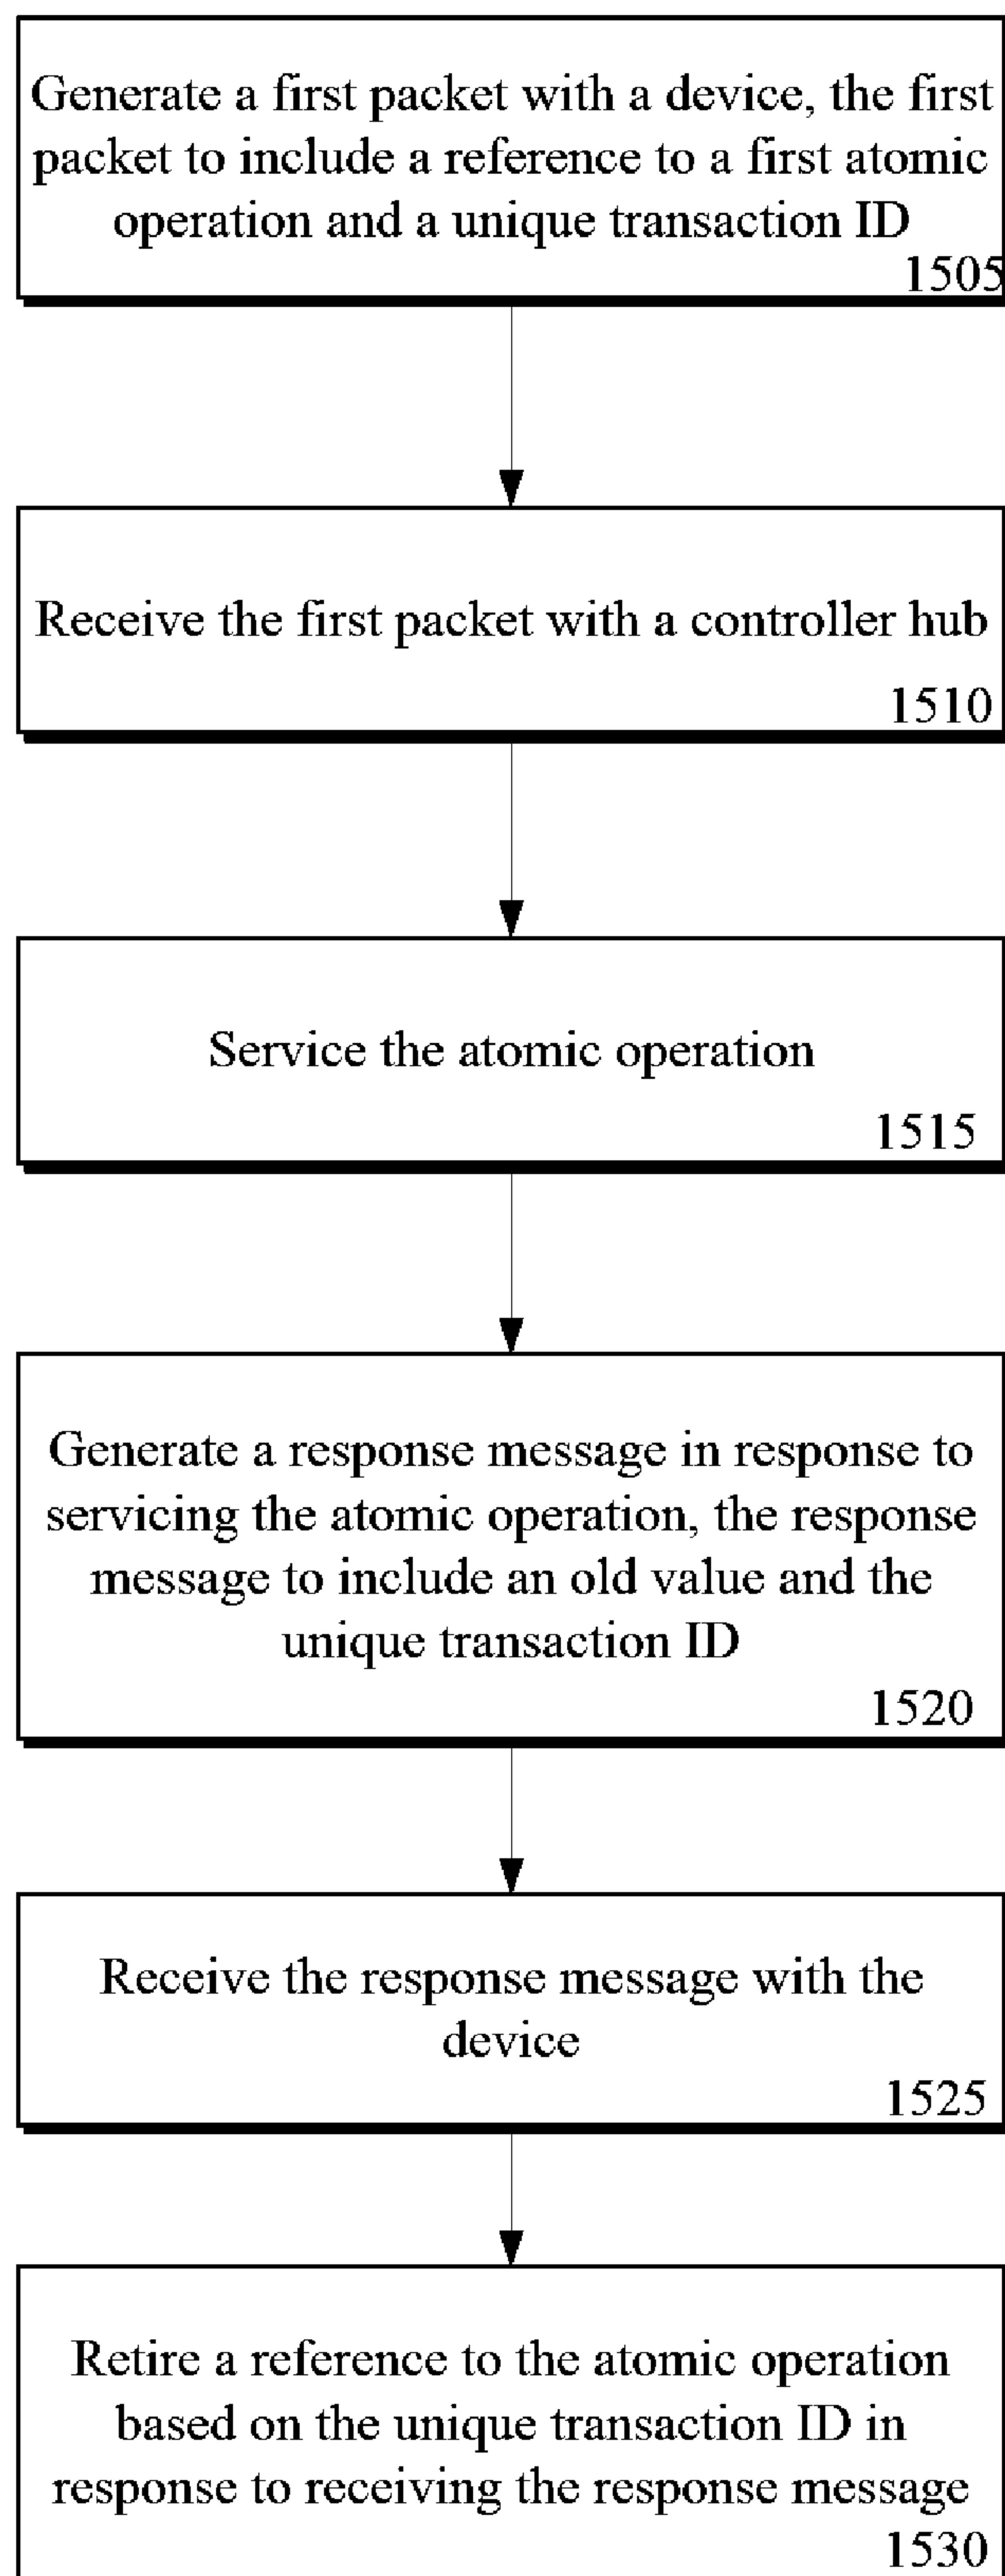 Generate a first packet with a device, the first
packet to include a reference to a first atomic
operation and a unique transaction ID
1505
Receive the first packet with a controller hub
1510
Service the atomic operation
1515
Generate a response message in response to
servicing the atomic operation, the response
message to include an old value and the
unique transaction ID
1520
Receive the response message with the
device
1525
Retire a reference to the atomic operation
based on the unique transaction ID in
response to receiving the response message
1530